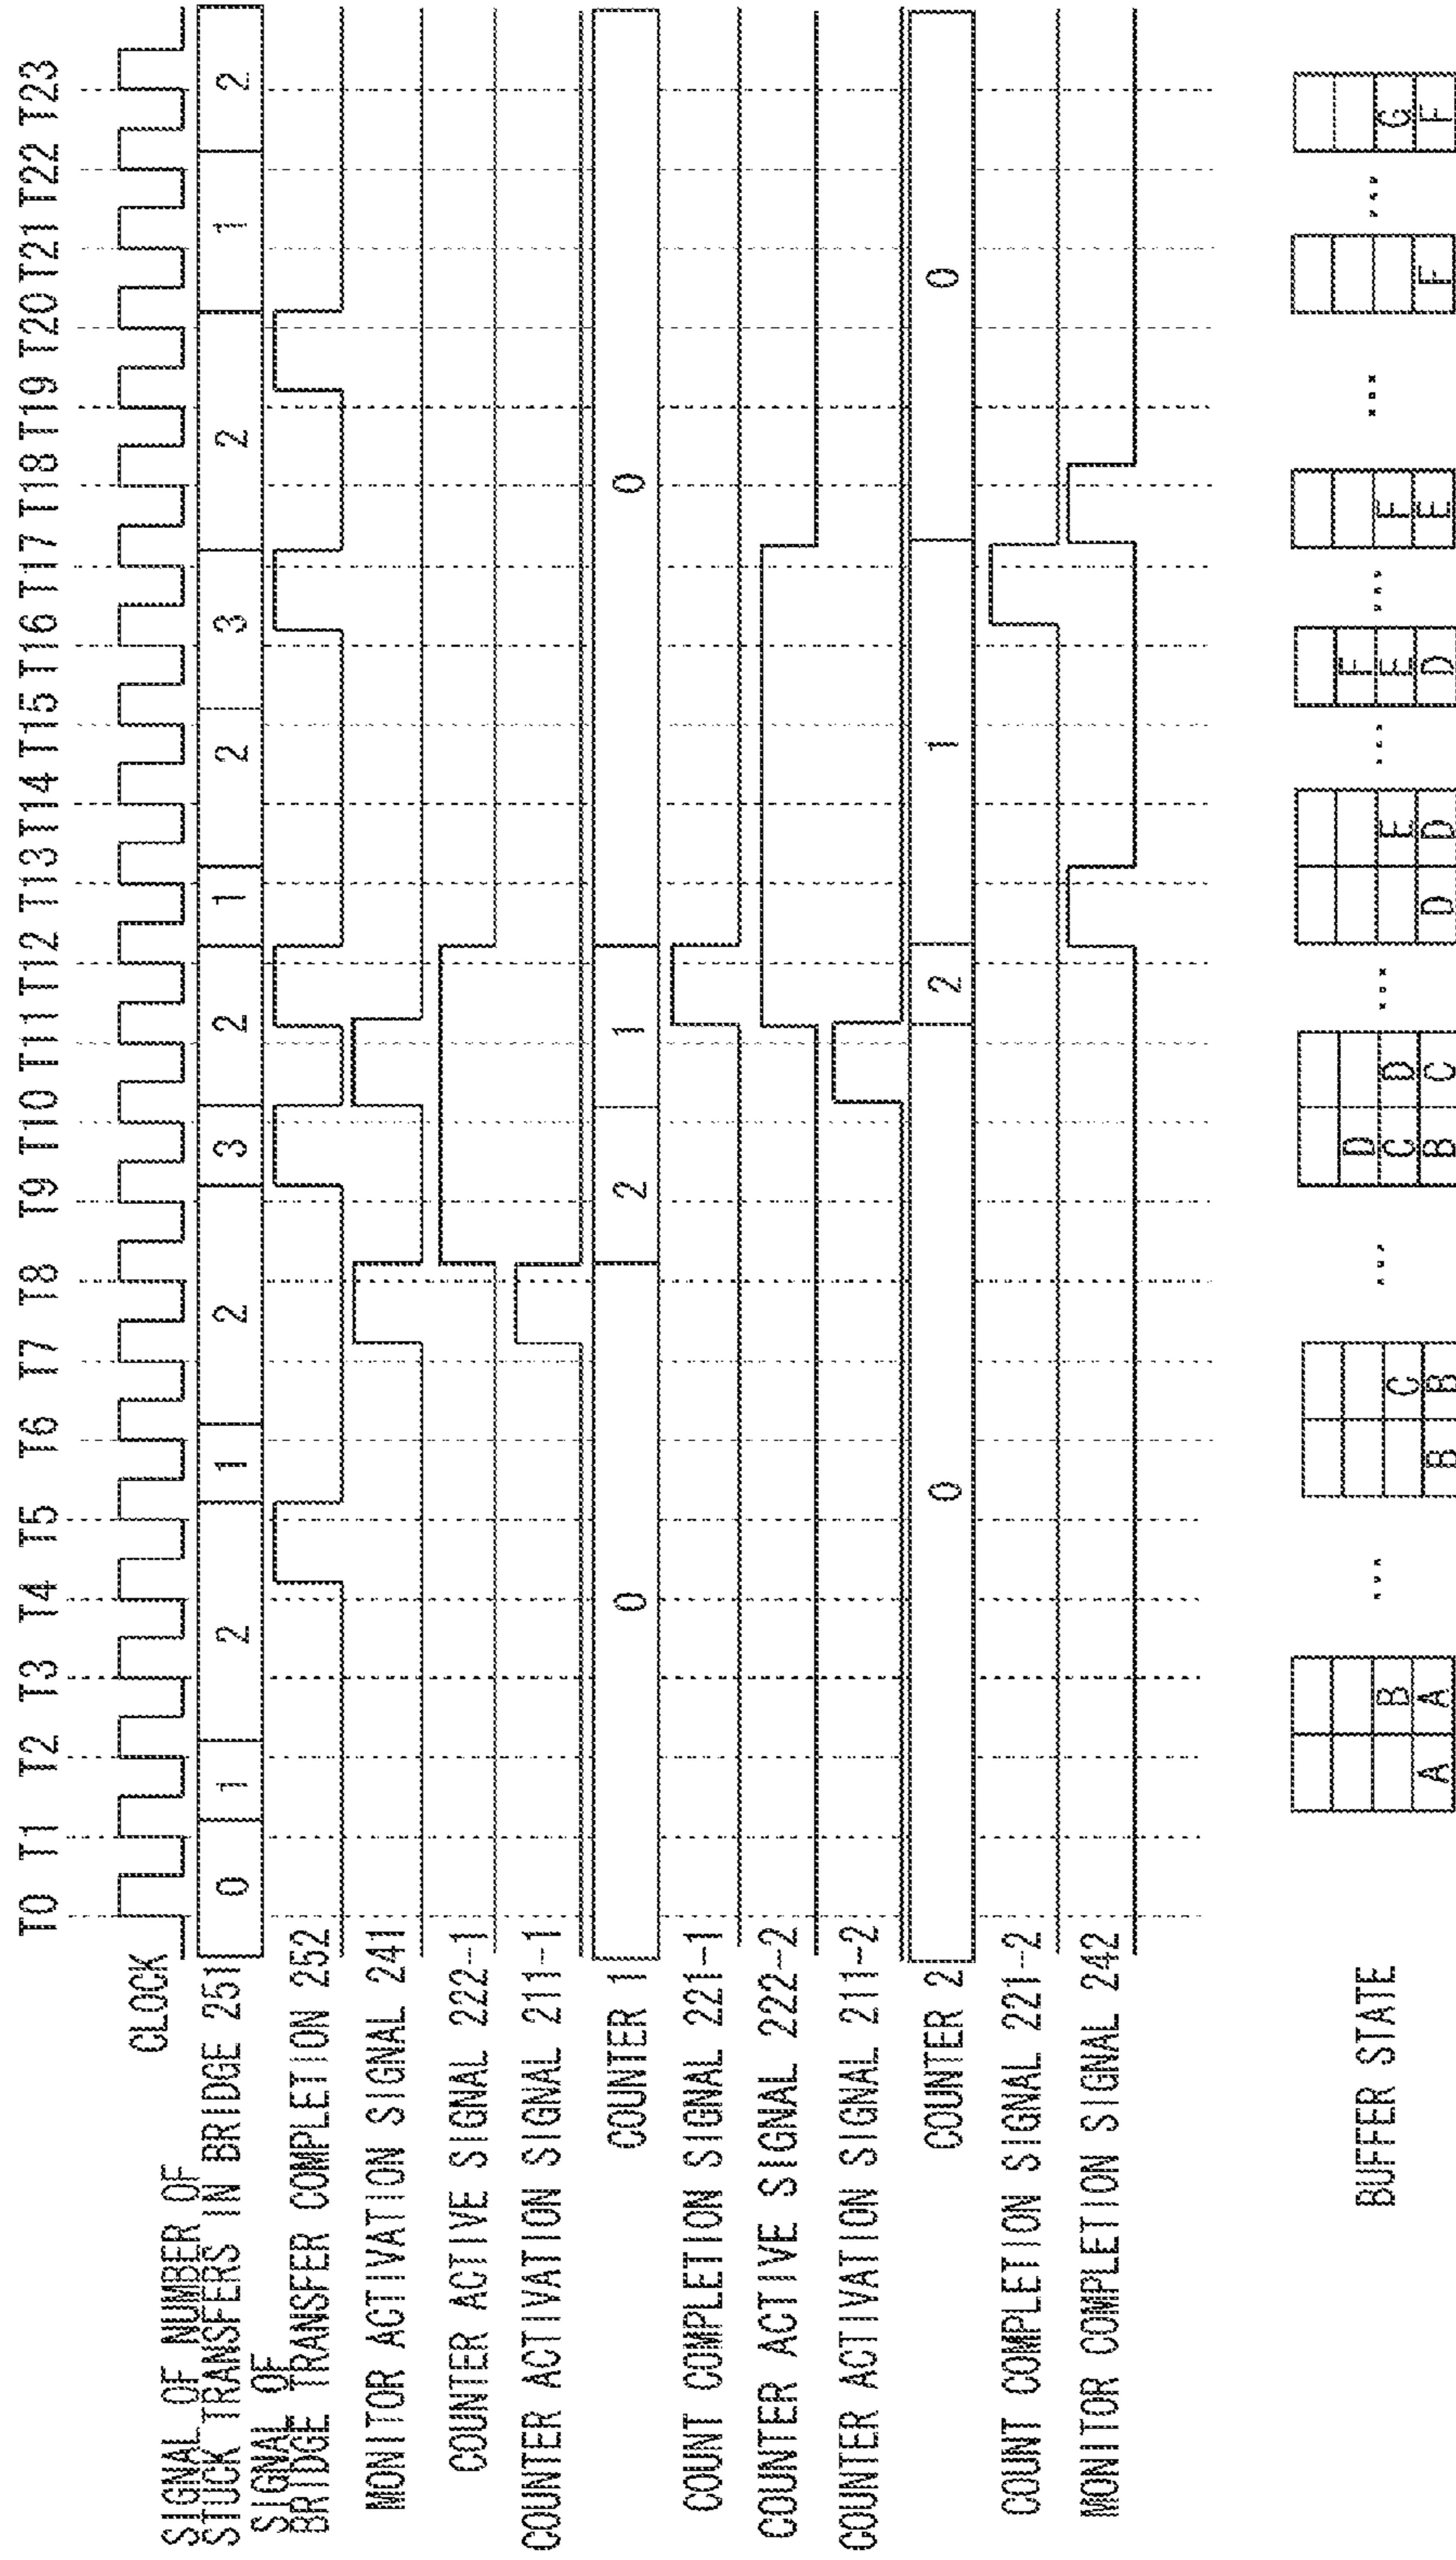 T0 T1 T2 T3 T4 T5 T6 T7 T8 T9 T10 T11 T12 T13 T14 T15 T16 T17 T18 T19 T20 T21 T22 T23
CLOCK
SIGNAL OF NUMBER OF
STUCK TRANSFERS IN BRIDGE 251 0 1 2 1 2 3 2 1 2 3 2 1 2
SIGNAL OF
BRIDGE TRANSFER COMPLETION 252
MONITOR ACTIVATION SIGNAL 241
COUNTER ACTIVE SIGNAL 222-1
COUNTER ACTIVATION SIGNAL 211-1
COUNTER 1 0 2 1 0
COUNT COMPLETION SIGNAL 221-1
COUNTER ACTIVE SIGNAL 222-2
COUNTER ACTIVATION SIGNAL 211-2
COUNTER 2 0 2 1 0
COUNT COMPLETION SIGNAL 221-2
MONITOR COMPLETION SIGNAL 242
D F
BUFFER STATE B ... C ... C D ... E ... E ... F ... ... G
A A B B B C D D D E F F